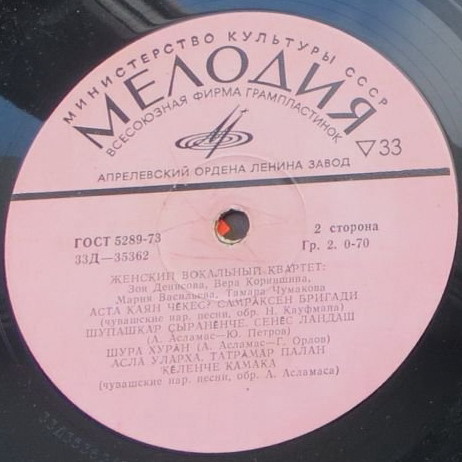 МИНИСТЕРСТВО КУЛЬТУРЫ СССР
МЕЛОДИЯ
ВСЕСОЮЗНАЯ ФИРМА ГРАМПЛАСТИНОК
33
АПРЕЛЕВСКИЙ ОРДЕНА ЛЕНИНА ЗАВОД
ГОСТ 5289-73
33Д—35362
2 сторона
Гр. 2. 0-70
ЖЕНСКИЙ ВОКАЛЬНЫЙ КВАРТЕТ:
Зоя Денисова, Вера Корнишина,
Мария Васильева, Тамара Чумакова
АСТА КАЯН ЧЕКЕС? САМРАКСЕН БРИГАДИ
(чувашские нар. песни, обр. Н. Кауфмана)
ШУПАШКАР ÇЫРАНЕНЧЕ. СЕНЕС ЛАНДАШ
(А. Асламас—Ю. Петров)
ШУРА ХУРАН (А. Асламас—Г. Орлов)
АСЛА УЛАРХА. ТАТРАМАР ПАЛАН
КЕЛЕНЧЕ КАМАКА
(чувашские нар. песни, обр. А. Асламаса)